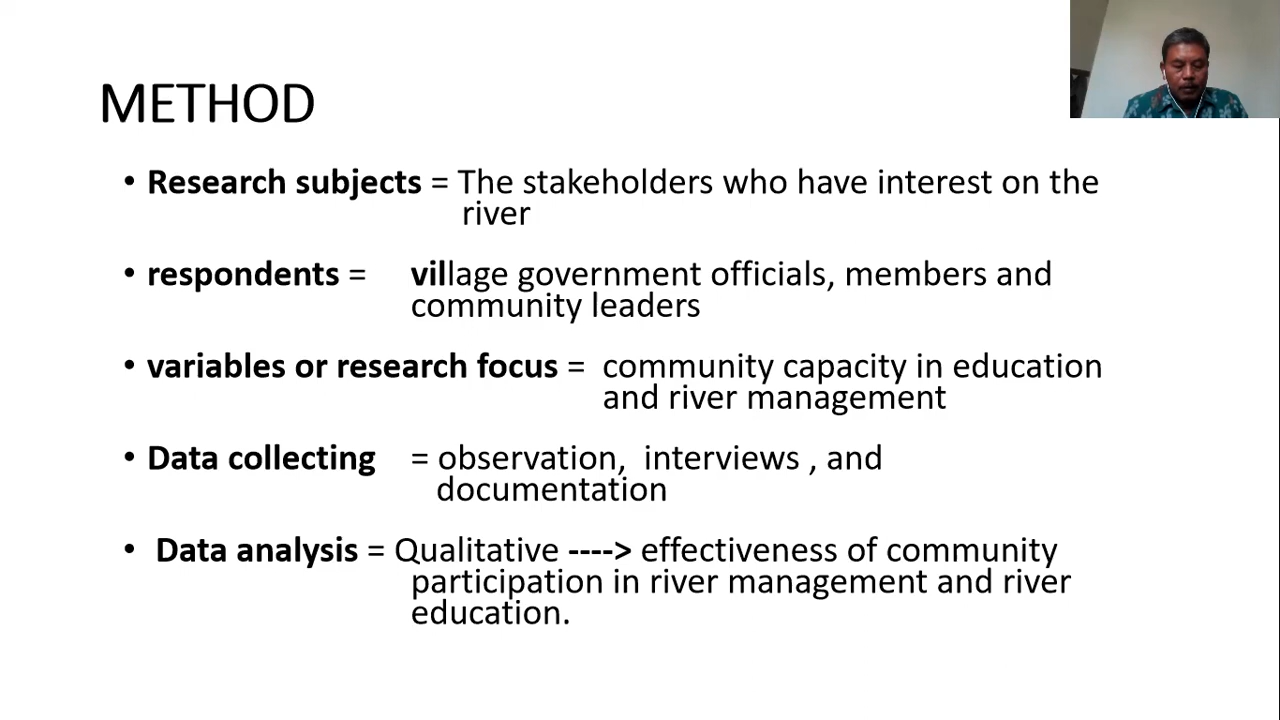 METHOD
• Research subjects = The stakeholders who have interest on the
river
• respondents = village government officials, members and
community leaders
• variables or research focus = community capacity in education
and river management
• Data collecting = observation, interviews , and
documentation
• Data analysis = Qualitative ----> effectiveness of community
participation in river management and river
education.